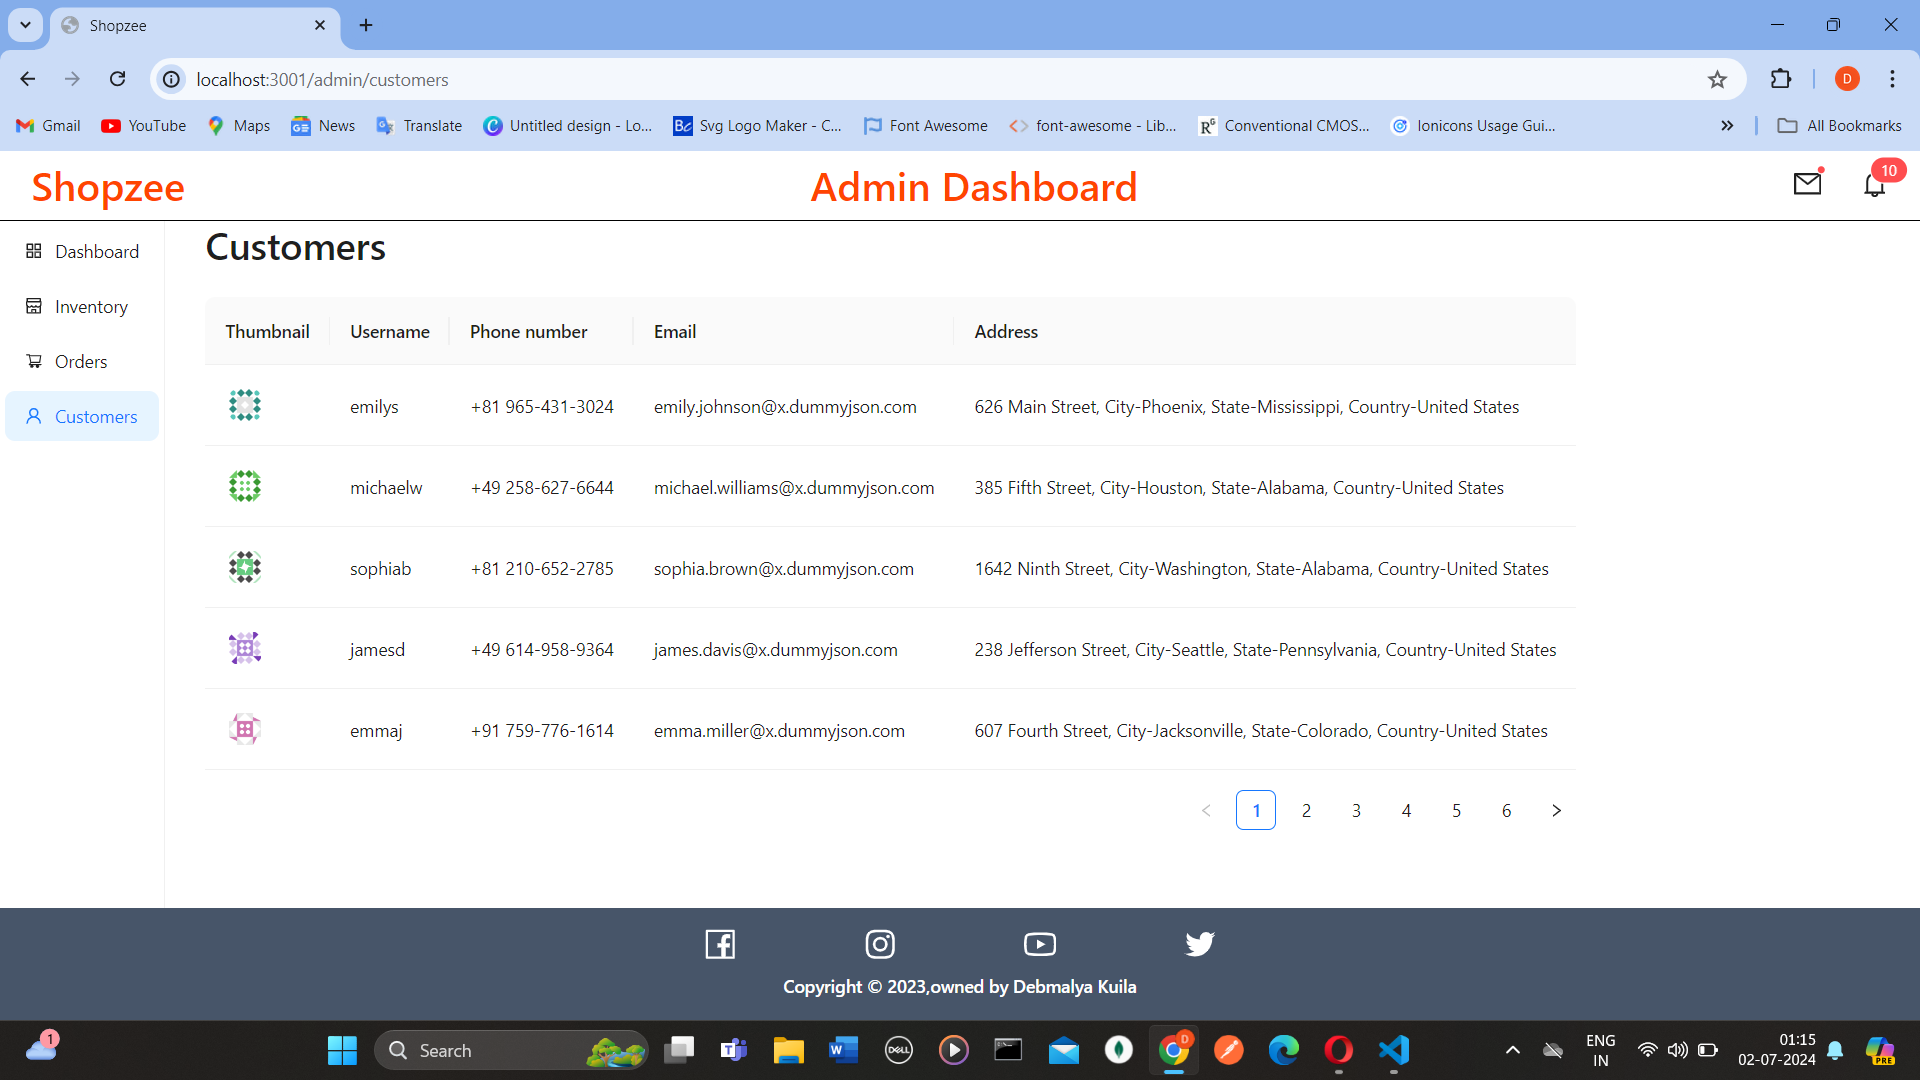 Shopzee
localhost:3001/admin/customers
D
Gmail YouTube Maps News Translate Untitled design - Lo... Svg Logo Maker - C... Font Awesome font-awesome - Lib... Conventional CMOS... Ionicons Usage Gui... All Bookmarks
Shopzee Admin Dashboard 10
Customers
Dashboard
Inventory
Orders
Customers
Thumbnail Username Phone number Email Address
emilys +81 965-431-3024 emily.johnson@x.dummyjson.com 626 Main Street, City-Phoenix, State-Mississippi, Country-United States
michaelw +49 258-627-6644 michael.williams@x.dummyjson.com 385 Fifth Street, City-Houston, State-Alabama, Country-United States
sophiab +81 210-652-2785 sophia.brown@x.dummyjson.com 1642 Ninth Street, City-Washington, State-Alabama, Country-United States
jamesd +49 614-958-9364 james.davis@x.dummyjson.com 238 Jefferson Street, City-Seattle, State-Pennsylvania, Country-United States
emmaj +91 759-776-1614 emma.miller@x.dummyjson.com 607 Fourth Street, City-Jacksonville, State-Colorado, Country-United States
1 2 3 4 5 6
Copyright © 2023,owned by Debmalya Kuila
1 Search DELL D ENG 01:15
IN 02-07-2024 PRE